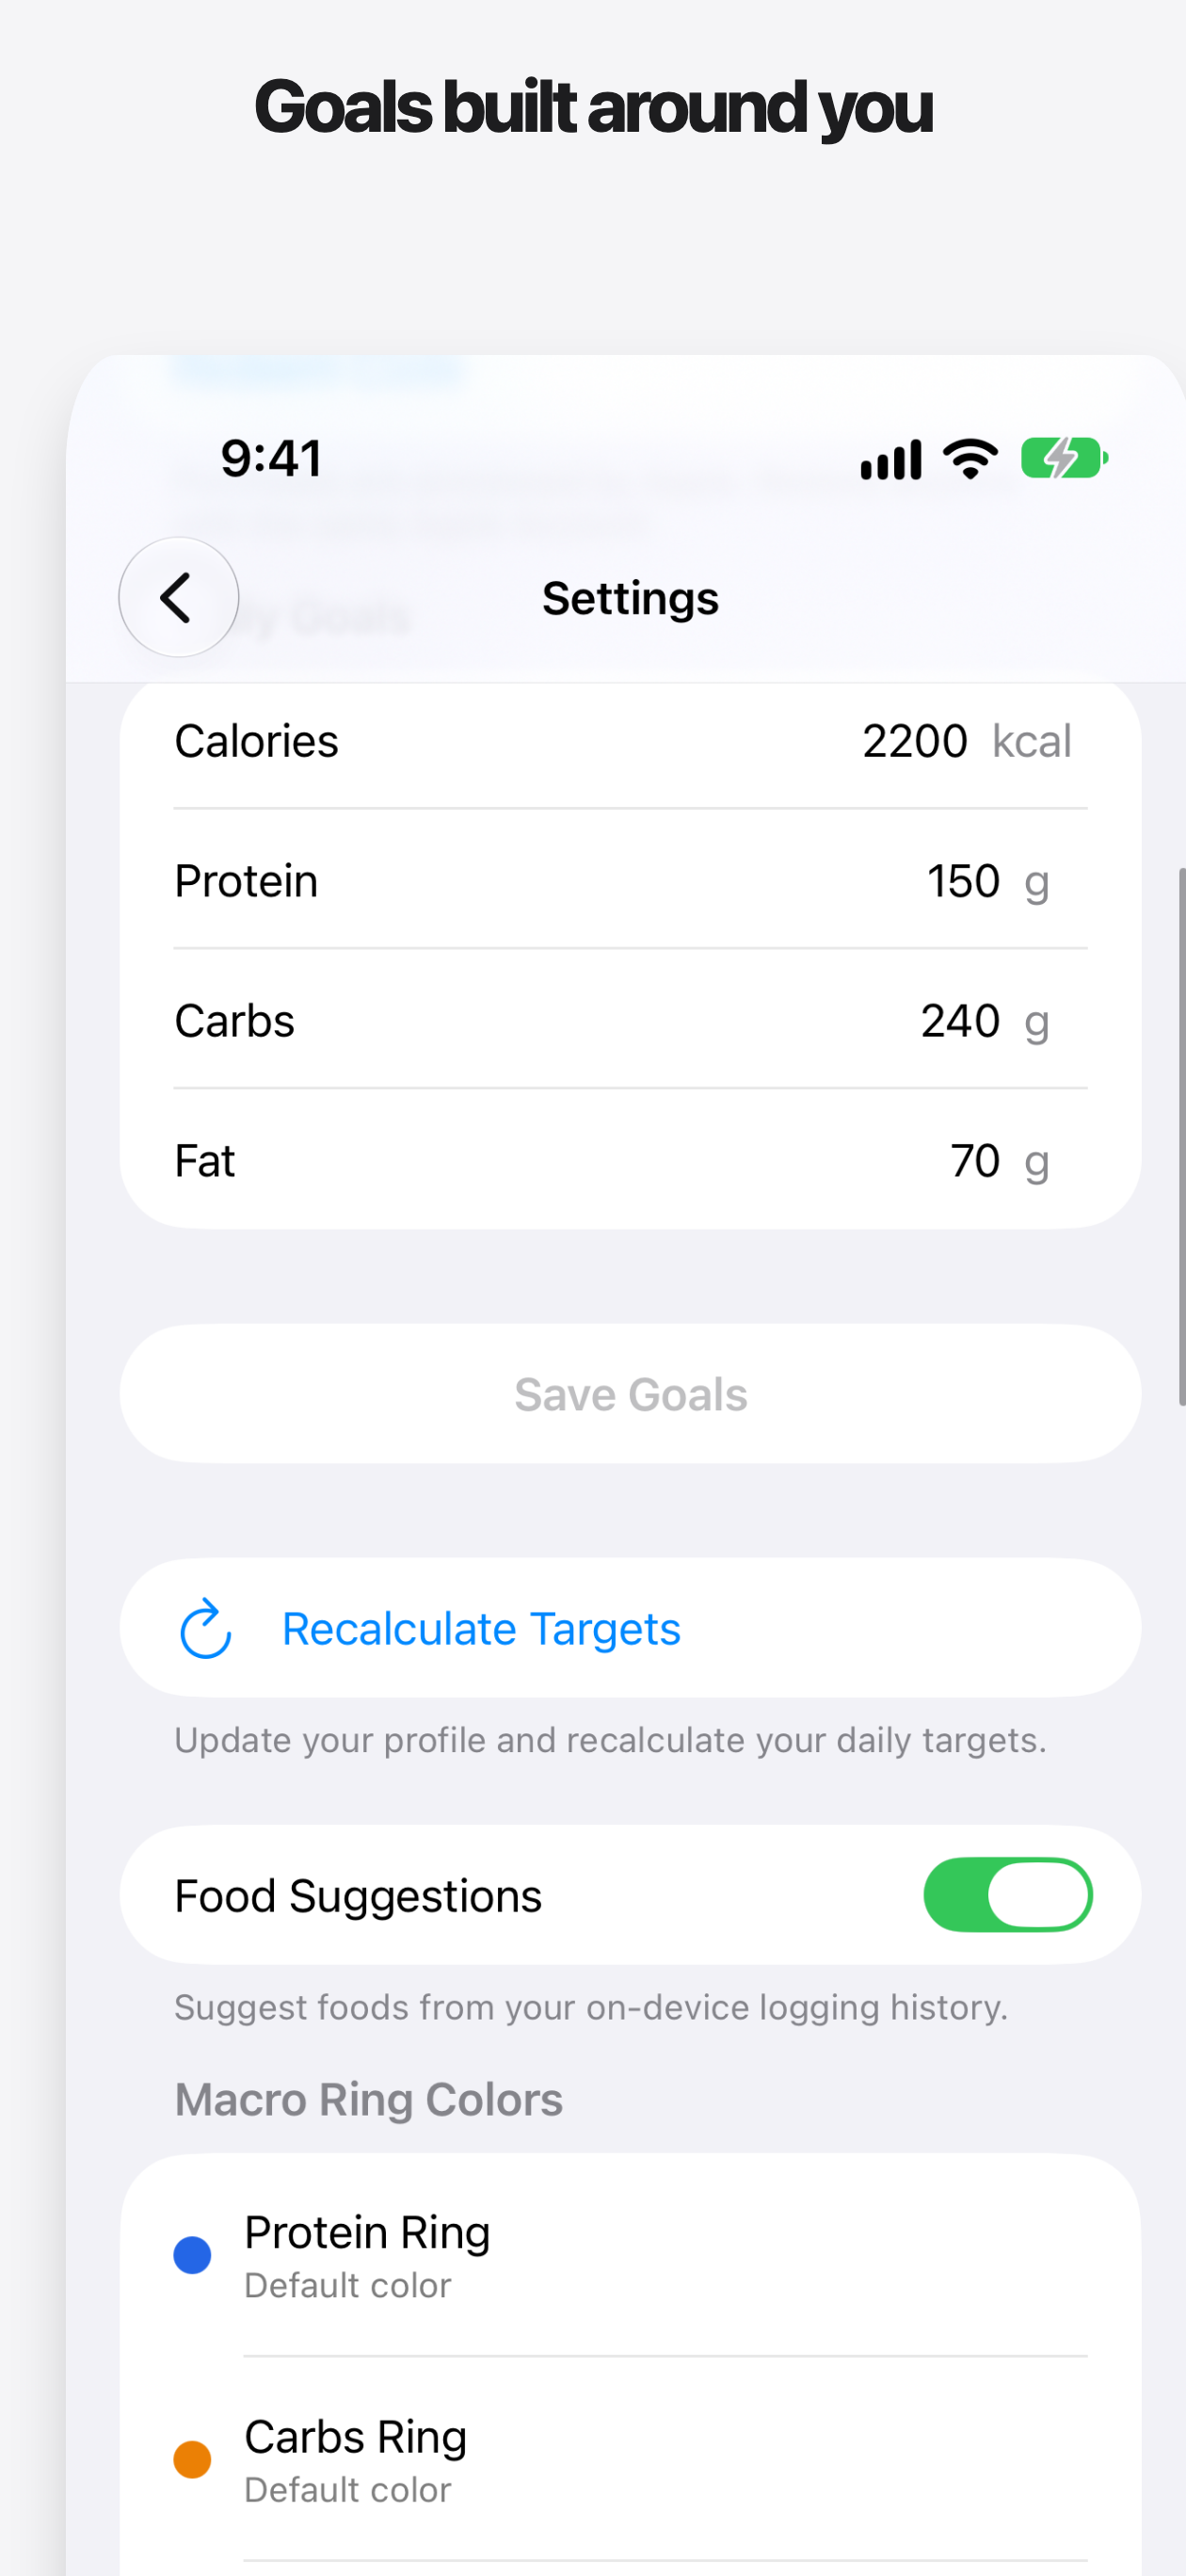 Goals built around you
9:41
Settings
Calories 2200 kcal
Protein 150 g
Carbs 240 g
Fat 70 g
Save Goals
Recalculate Targets
Update your profile and recalculate your daily targets.
Food Suggestions
Suggest foods from your on-device logging history.
Macro Ring Colors
Protein Ring
Default color
Carbs Ring
Default color